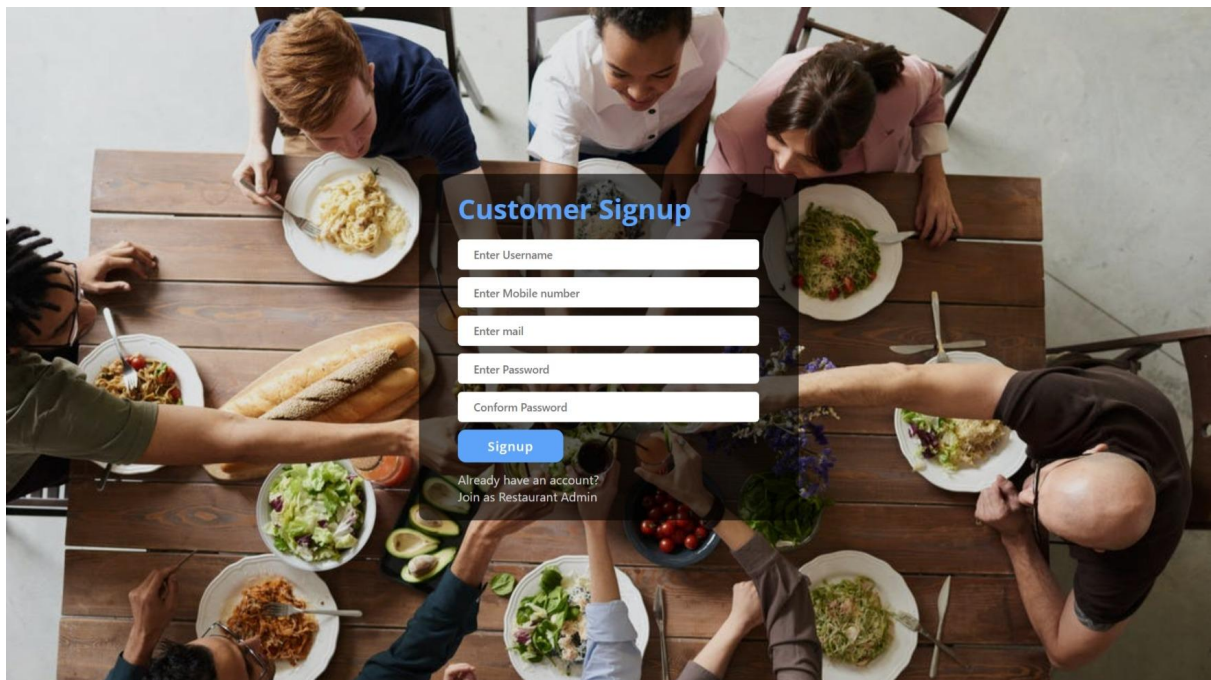 Customer Signup
Enter Username
Enter Mobile number
Enter mail
Enter Password
Conform Password
Signup
Already have an account?
Join as Restaurant Admin